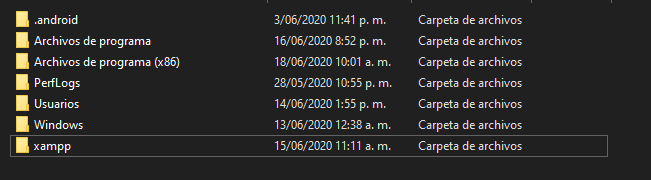 .android 3/06/2020 11:41 p. m. Carpeta de archivos
Archivos de programa 16/06/2020 8:52 p. m. Carpeta de archivos
Archivos de programa (x86) 18/06/2020 10:01 a. m. Carpeta de archivos
PerfLogs 28/05/2020 10:55 p. m. Carpeta de archivos
Usuarios 14/06/2020 1:55 p. m. Carpeta de archivos
Windows 13/06/2020 12:38 a. m. Carpeta de archivos
xampp 15/06/2020 11:11 a. m. Carpeta de archivos